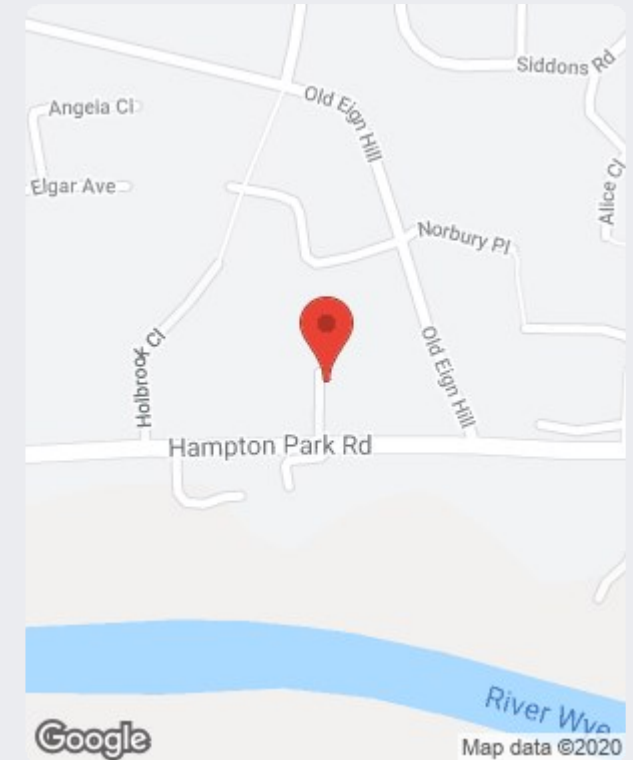 Siddons Rd
Old Eign Hill
Angela Cl
Elgar Ave
Alice Cl
Norbury Pl
Old Eign Hill
Holbrook Cl
Hampton Park Rd
River Wye
Google
Map data ©2020